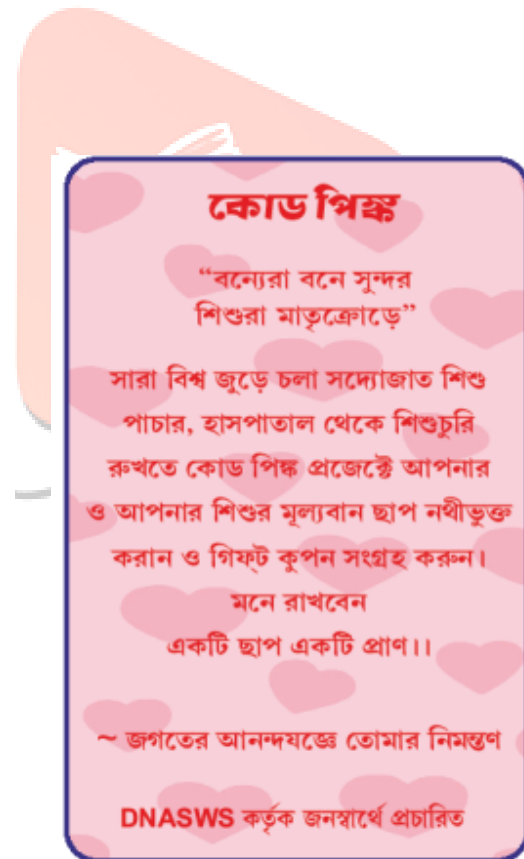 কোড পিঙ্ক
“বন্যেরা বনে সুন্দর
শিশুরা মাতৃক্রোড়ে”
সারা বিশ্ব জুড়ে চলা সদ্যোজাত শিশু
পাচার, হাসপাতাল থেকে শিশুচুরি
রুখতে কোড পিঙ্ক প্রজেক্টে আপনার
ও আপনার শিশুর মূল্যবান ছাপ নথীভুক্ত
করান ও গিফ্‌ট কুপন সংগ্রহ করুন।
মনে রাখবেন
একটি ছাপ একটি প্রাণ।।
~ জগতের আনন্দযজ্ঞে তোমার নিমন্ত্রণ
DNASWS কর্তৃক জনস্বার্থে প্রচারিত